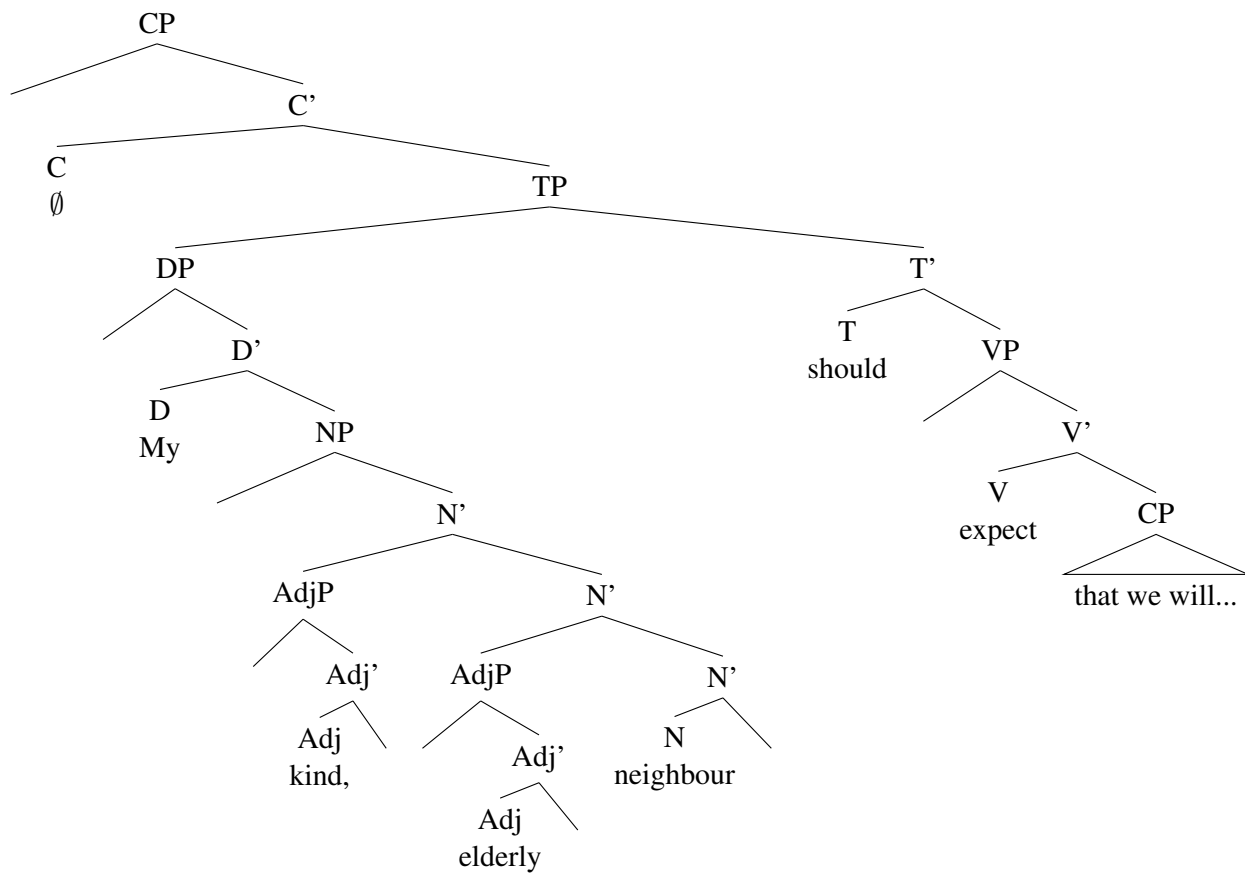 CP
C'
C
∅
TP
DP
T'
D'
T
should
VP
D
My
NP
V'
N'
V
expect
CP
AdjP
N'
that we will...
Adj'
AdjP
N'
Adj
kind,
Adj'
N
neighbour
Adj
elderly